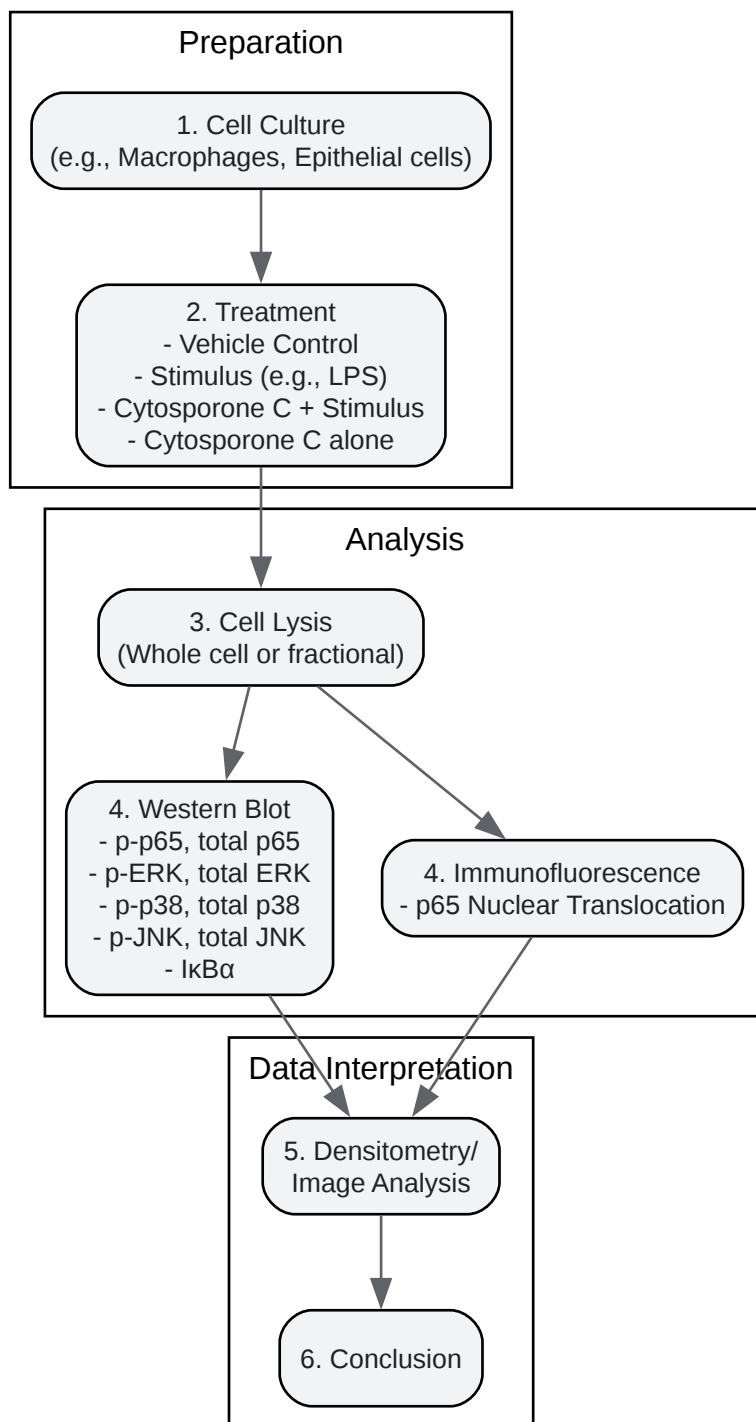 Preparation
1. Cell Culture
(e.g., Macrophages, Epithelial cells)
2. Treatment
- Vehicle Control
- Stimulus (e.g., LPS)
- Cytosporone C + Stimulus
- Cytosporone C alone
Analysis
3. Cell Lysis
(Whole cell or fractional)
4. Western Blot
- p-p65, total p65
- p-ERK, total ERK
- p-p38, total p38
- p-JNK, total JNK
- IκBα
4. Immunofluorescence
- p65 Nuclear Translocation
Data Interpretation
5. Densitometry/
Image Analysis
6. Conclusion